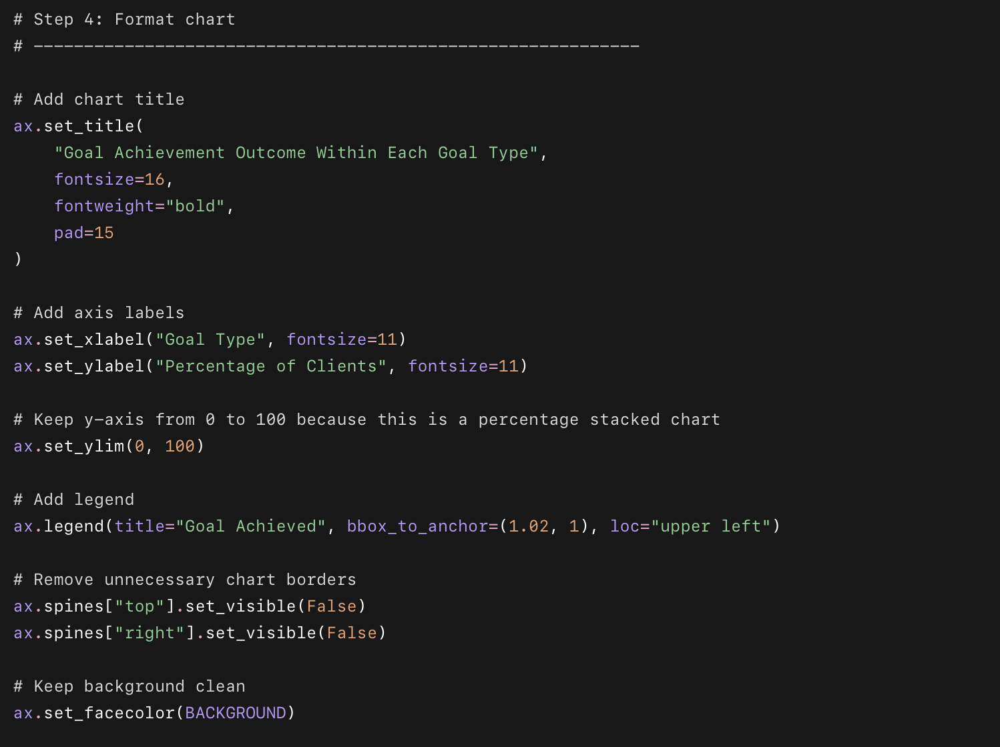 # Step 4: Format chart
# ------------------------------------------------------------

# Add chart title
ax.set_title(
    "Goal Achievement Outcome Within Each Goal Type",
    fontsize=16,
    fontweight="bold",
    pad=15
)

# Add axis labels
ax.set_xlabel("Goal Type", fontsize=11)
ax.set_ylabel("Percentage of Clients", fontsize=11)

# Keep y-axis from 0 to 100 because this is a percentage stacked chart
ax.set_ylim(0, 100)

# Add legend
ax.legend(title="Goal Achieved", bbox_to_anchor=(1.02, 1), loc="upper left")

# Remove unnecessary chart borders
ax.spines["top"].set_visible(False)
ax.spines["right"].set_visible(False)

# Keep background clean
ax.set_facecolor(BACKGROUND)